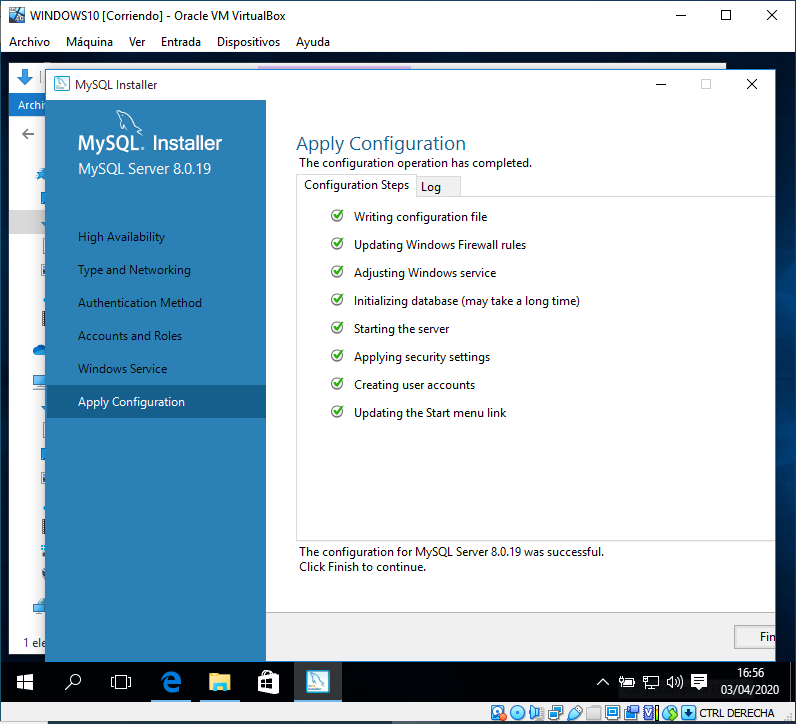 WINDOWS10 [Corriendo] - Oracle VM VirtualBox
Archivo Máquina Ver Entrada Dispositivos Ayuda
MySQL Installer
Archi
MySQL. Installer
MySQL Server 8.0.19
High Availability
Type and Networking
Authentication Method
Accounts and Roles
Windows Service
Apply Configuration
Apply Configuration
The configuration operation has completed.
Configuration Steps Log
Writing configuration file
Updating Windows Firewall rules
Adjusting Windows service
Initializing database (may take a long time)
Starting the server
Applying security settings
Creating user accounts
Updating the Start menu link
The configuration for MySQL Server 8.0.19 was successful.
Click Finish to continue.
1 ele
Fin
16:56
03/04/2020
CTRL DERECHA